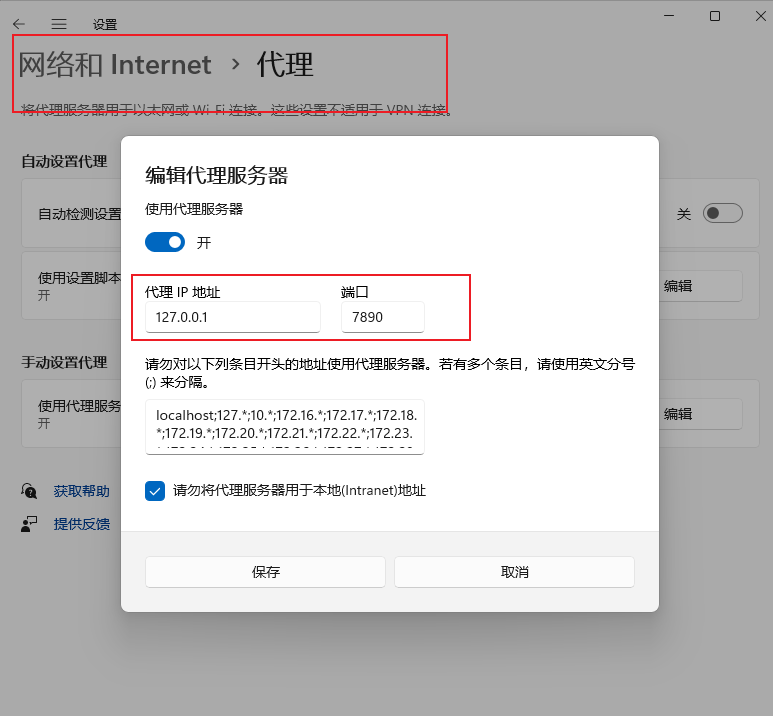 设置
网络和 Internet › 代理
将代理服务器用于以太网或 Wi-Fi 连接。这些设置不适用于 VPN 连接。
自动设置代理
自动检测设置
关
使用设置脚本
开
编辑
手动设置代理
使用代理服务
开
编辑
获取帮助
提供反馈
编辑代理服务器
使用代理服务器
开
代理 IP 地址
端口
127.0.0.1
7890
请勿对以下列条目开头的地址使用代理服务器。若有多个条目，请使用英文分号
(;) 来分隔。
localhost;127.*;10.*;172.16.*;172.17.*;172.18.
*;172.19.*;172.20.*;172.21.*;172.22.*;172.23.
请勿将代理服务器用于本地(Intranet)地址
保存
取消